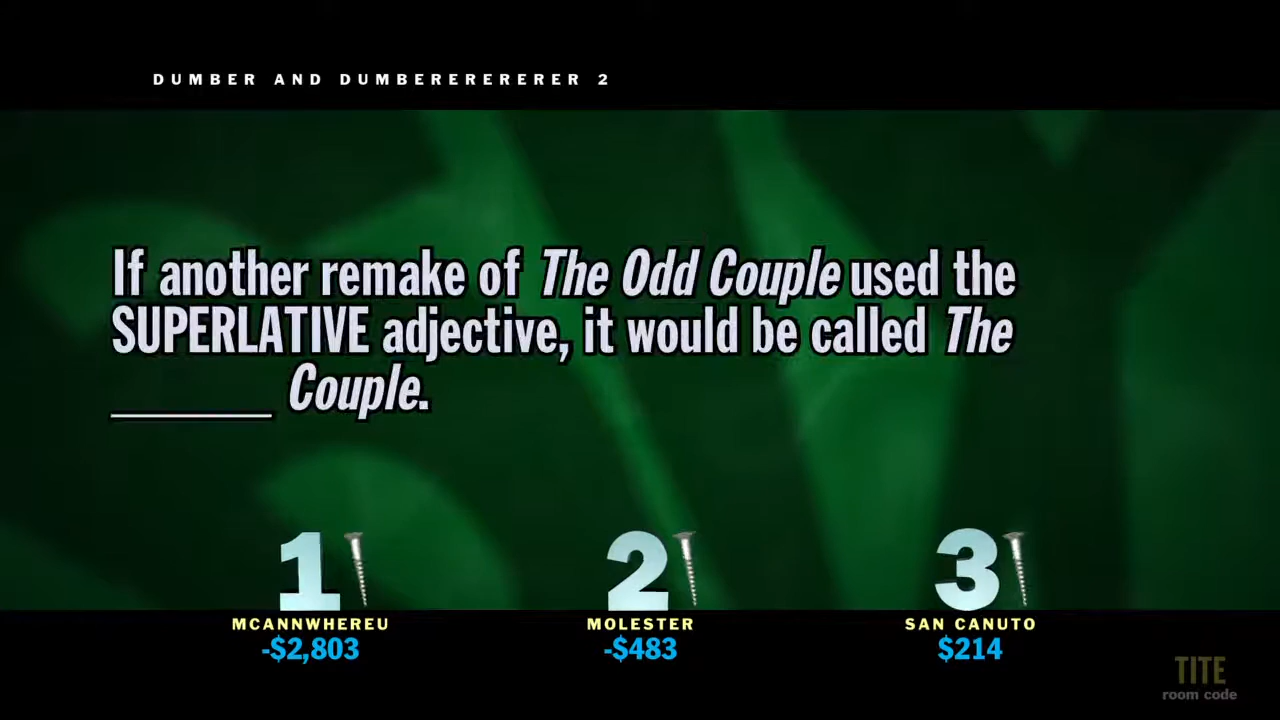 DUMBER AND DUMBERERERERER 2
If another remake of The Odd Couple used the
SUPERLATIVE adjective, it would be called The
________ Couple.
1 2 3
MCANNWHEREU MOLESTER SAN CANUTO
-$2,803 -$483 $214
TITE
room code